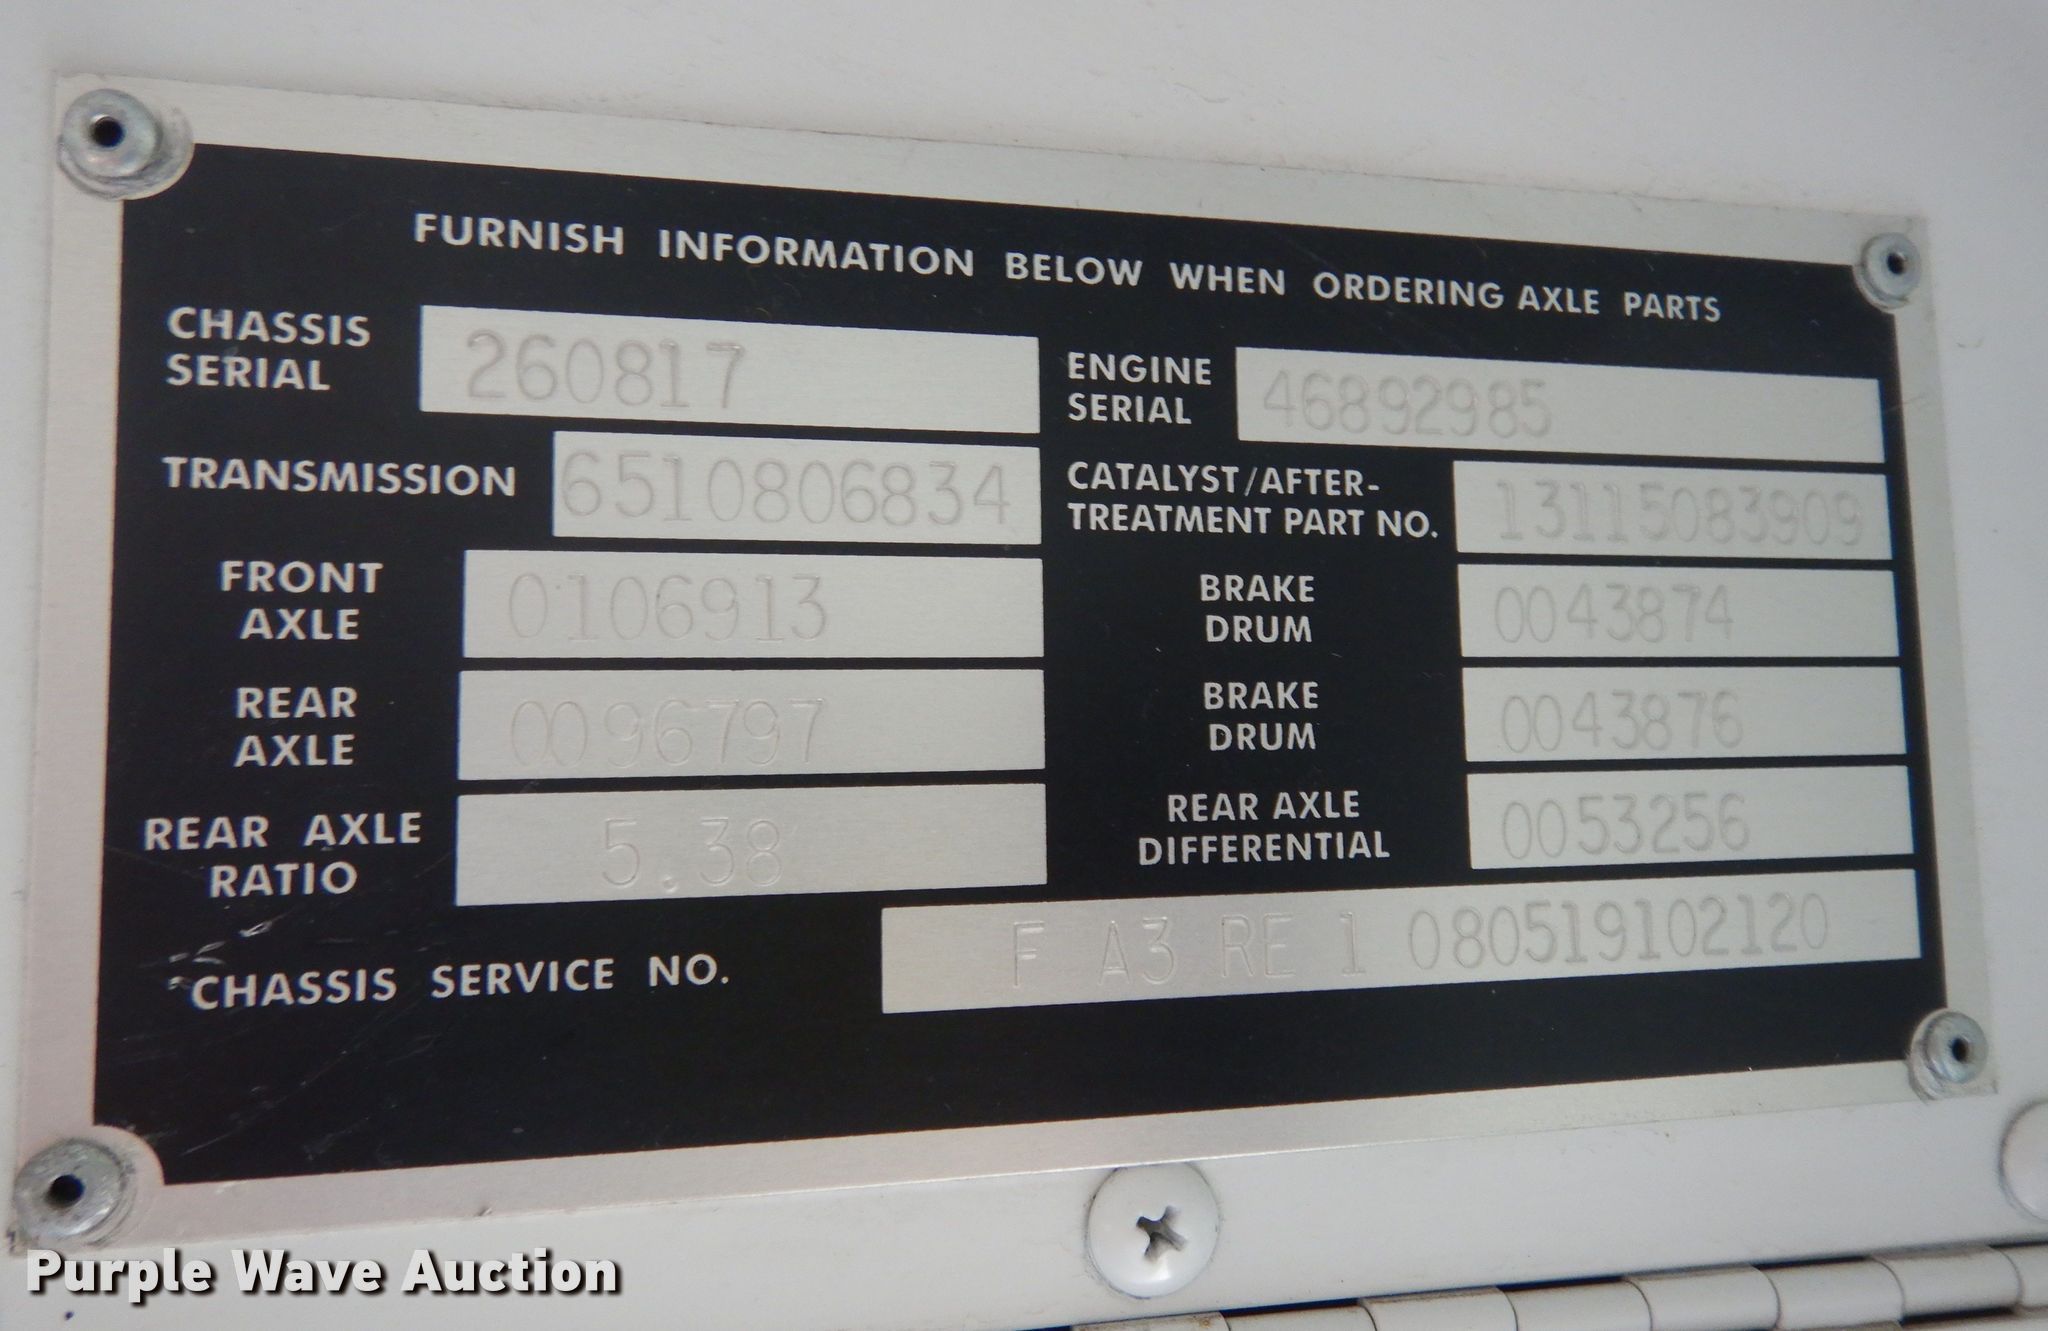 FURNISH INFORMATION BELOW WHEN ORDERING AXLE PARTS
CHASSIS SERIAL 260817
ENGINE SERIAL 46892985
TRANSMISSION 6510806834
CATALYST/AFTER-
TREATMENT PART NO. 13115083909
FRONT AXLE 0106913
BRAKE DRUM 0043874
REAR AXLE 0096797
BRAKE DRUM 0043876
REAR AXLE RATIO 5.38
REAR AXLE DIFFERENTIAL 0053256
CHASSIS SERVICE NO. F A3 RE 1 080519102120
Purple Wave Auction